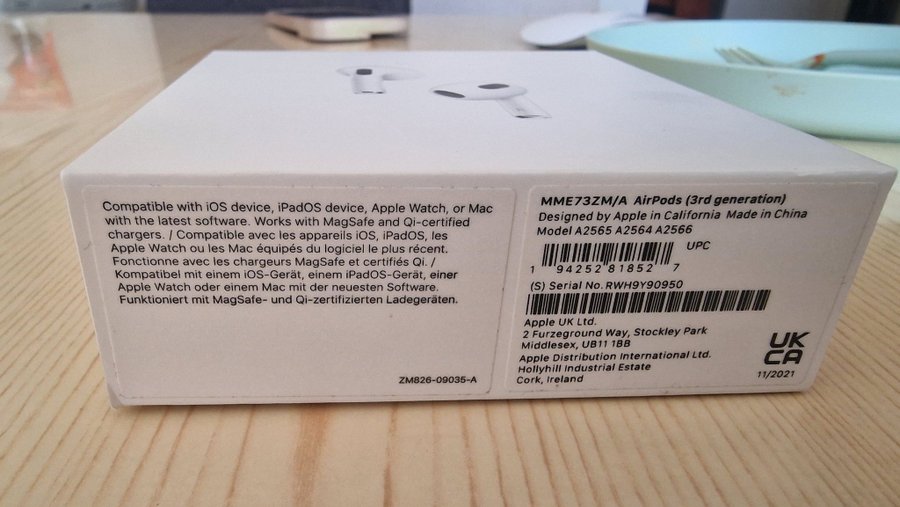 Compatible with iOS device, iPadOS device, Apple Watch, or Mac
with the latest software. Works with MagSafe and Qi-certified
chargers. / Compatible avec les appareils iOS, iPadOS, les
Apple Watch ou les Mac équipés du logiciel le plus récent.
Fonctionne avec les chargeurs MagSafe et certifiés Qi. /
Kompatibel mit einem iOS-Gerät, einem iPadOS-Gerät, einer
Apple Watch oder einem Mac mit der neuesten Software.
Funktioniert mit MagSafe- und Qi-zertifizierten Ladegeräten.
ZM826-09035-A
MME73ZM/A AirPods (3rd generation)
Designed by Apple in California Made in China
Model A2565 A2564 A2566
UPC
1 94252 81852 7
(S) Serial No. RWH9Y90950
Apple UK Ltd.
2 Furzeground Way, Stockley Park
Middlesex, UB11 1BB
Apple Distribution International Ltd.
Hollyhill Industrial Estate
Cork, Ireland
UK
CA
11/2021